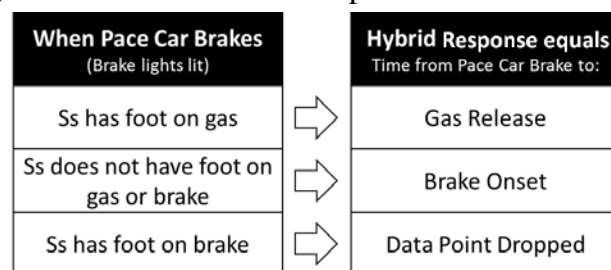 When Pace Car Brakes
(Brake lights lit)
Hybrid Response equals
Time from Pace Car Brake to:
Ss has foot on gas
Gas Release
Ss does not have foot on
gas or brake
Brake Onset
Ss has foot on brake
Data Point Dropped